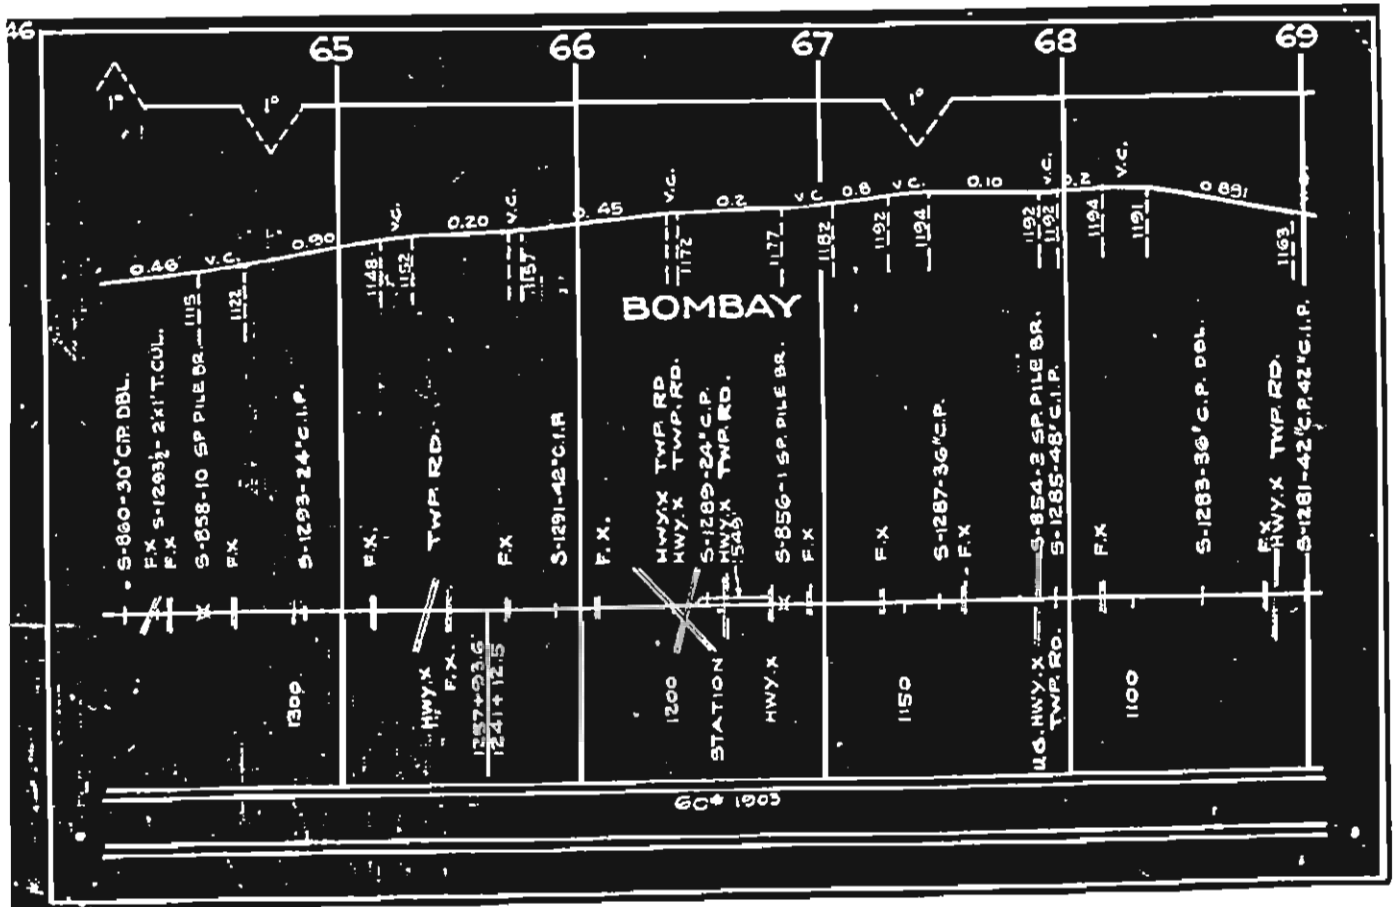 46
65
66
67
68
69
1°
1°
1°
0.46
V.C.
0.90
V.C.
0.20
V.C.
0.45
V.C.
0.2
V.C
0.8
V.C.
0.10
V.C.
0.2
V.C.
0.891
1115
1122
1148
1152
1157
1172
1177
1182
1192
1194
1192
1192
1194
1191
1163
BOMBAY
S-860-30"C.P. DBL.
F.X S-1293½-2'x1'T.CUL.
F.X
S-858-10 SP. PILE BR.
F.X
S-1293-24"C.I.P.
F.X.
TWP. RD.
F.X
S-1291-42"C.I.P.
F.X.
HWY.X TWP. RD
HWY.X TWP. RD.
S-1289-24"C.P.
HWY.X TWP. RD.
549'
S-856-1 SP. PILE BR.
F.X
F.X
S-1287-36"C.P.
F.X
S-854-2 SP. PILE BR.
S-1285-48"C.I.P.
F.X
S-1283-36"C.P. DBL.
F.X
HWY.X TWP. RD.
S-1281-42"C.P. 42"C.I.P.
1300
HWY.X
F.X.
1237+93.6
1241+12.5
1200
STATION
HWY.X
1150
U.G. HWY.X
TWP. RD.
1100
60# 1903